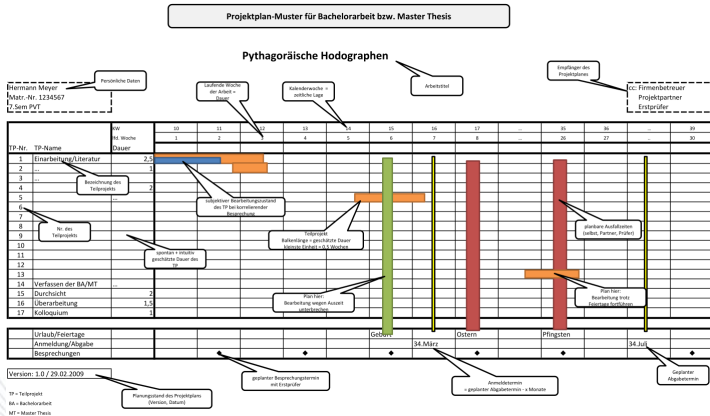 Projektplan-Muster für Bachelorarbeit bzw. Master Thesis
Pythagoräische Hodographen
Persönliche Daten
Arbeitstitel
Empfänger des
Projektplanes
Hermann Meyer
Matr.-Nr. 1234567
7.Sem PVT
Laufende Woche
der Arbeit =
Dauer
Kalenderwoche =
zeitliche Lage
cc: Firmenbetreuer
Projektpartner
Erstprüfer
KW 10 11 12 13 14 15 16 17 ... 35 36 ... 39
lfd. Woche 1 2 3 4 5 6 7 8 ... 26 27 ... 30
TP-Nr. TP-Name Dauer
1 Einarbeitung/Literatur 2,5
2 ... 1
3 ...
4 2
5 ...
6
7
8
9
10
11
12
13
14 Verfassen der BA/MT ...
15 Durchsicht 2
16 Überarbeitung 1,5
17 Kolloquium 1
Bezeichnung des
Teilprojekts
Nr. des
Teilprojekts
spontan + intuitiv
geschätzte Dauer des
TP
subjektiver Bearbeitungszustand
des TP bei korrelierender
Besprechung
Teilprojekt
Balkenlänge = geschätzte Dauer
kleinste Einheit = 0,5 Wochen
Plan hier:
Bearbeitung wegen Auszeit
unterbrechen
planbare Ausfallzeiten
(selbst, Partner, Prüfer)
Plan hier:
Bearbeitung trotz
Feiertage fortführen
Urlaub/Feiertage Geburt Ostern Pfingsten
Anmeldung/Abgabe 34.März 34.Juli
Besprechungen
Version: 1.0 / 29.02.2009
Planungsstand des Projektplans
(Version, Datum)
geplanter Besprechungstermin
mit Erstprüfer
Anmeldetermin
= geplanter Abgabetermin - x Monate
Geplanter
Abgabetermin
TP = Teilprojekt
BA = Bachelorarbeit
MT = Master Thesis